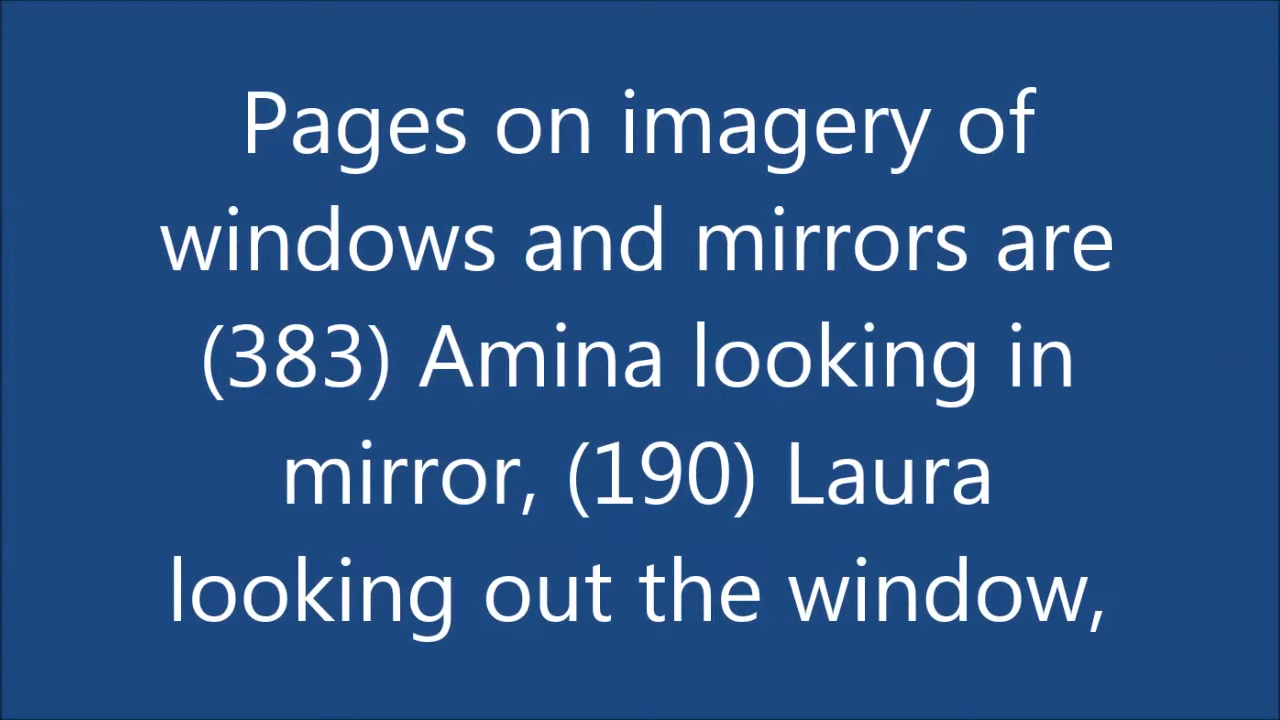 Pages on imagery of
windows and mirrors are
(383) Amina looking in
mirror, (190) Laura
looking out the window,